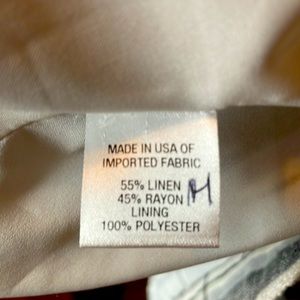 MADE IN USA OF
IMPORTED FABRIC
55% LINEN
45% RAYON
LINING
100% POLYESTER
M